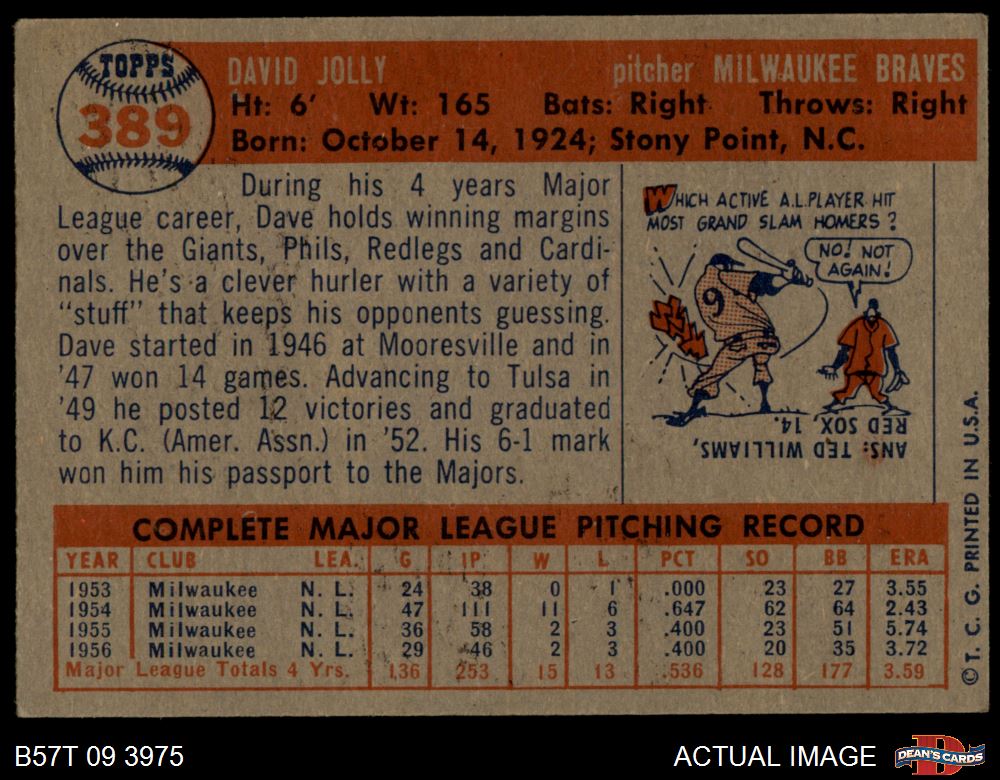 TOPPS
389
DAVID JOLLY pitcher MILWAUKEE BRAVES
Ht: 6' Wt: 165 Bats: Right Throws: Right
Born: October 14, 1924; Stony Point, N.C.
During his 4 years Major
League career, Dave holds winning margins
over the Giants, Phils, Redlegs and Cardi-
nals. He's a clever hurler with a variety of
"stuff" that keeps his opponents guessing.
Dave started in 1946 at Mooresville and in
'47 won 14 games. Advancing to Tulsa in
'49 he posted 12 victories and graduated
to K.C. (Amer. Assn.) in '52. His 6-1 mark
won him his passport to the Majors.
WHICH ACTIVE A.L. PLAYER HIT
MOST GRAND SLAM HOMERS?
NO! NOT
AGAIN!
9
ANS: TED WILLIAMS,
RED SOX, 14.
© T. C. G. PRINTED IN U.S.A.
COMPLETE MAJOR LEAGUE PITCHING RECORD
YEAR CLUB LEA. G IP W L PCT SO BB ERA
1953 Milwaukee N. L. 24 38 0 1 .000 23 27 3.55
1954 Milwaukee N. L. 47 111 11 6 .647 62 64 2.43
1955 Milwaukee N. L. 36 58 2 3 .400 23 51 5.74
1956 Milwaukee N. L. 29 46 2 3 .400 20 35 3.72
Major League Totals 4 Yrs. 136 253 15 13 .536 128 177 3.59
B57T 09 3975 ACTUAL IMAGE DEAN'S CARDS